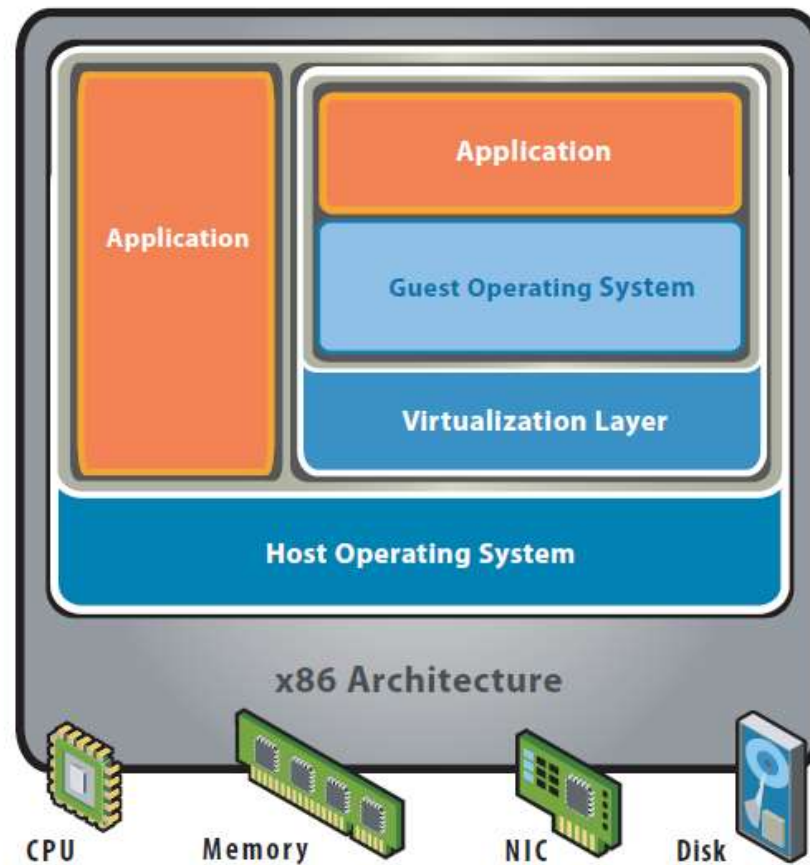 Application
Application
Guest Operating System
Virtualization Layer
Host Operating System
x86 Architecture
CPU
Memory
NIC
Disk